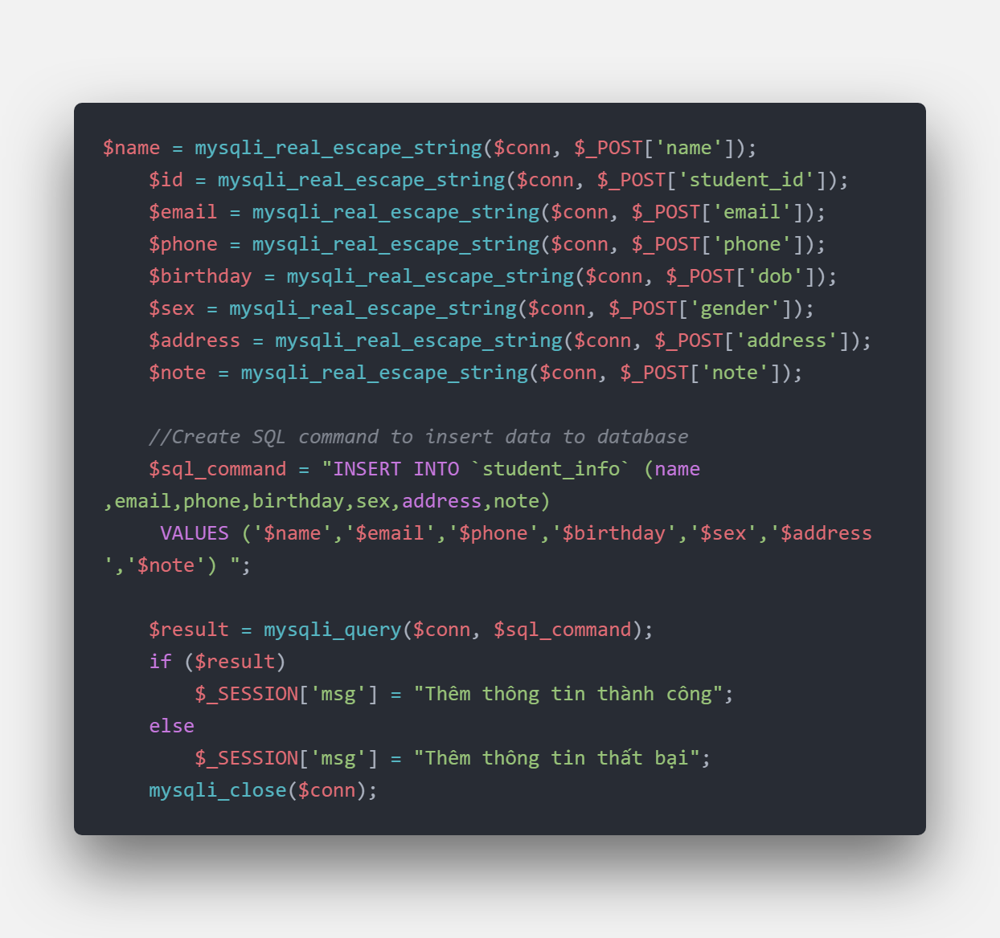 $name = mysqli_real_escape_string($conn, $_POST['name']);
    $id = mysqli_real_escape_string($conn, $_POST['student_id']);
    $email = mysqli_real_escape_string($conn, $_POST['email']);
    $phone = mysqli_real_escape_string($conn, $_POST['phone']);
    $birthday = mysqli_real_escape_string($conn, $_POST['dob']);
    $sex = mysqli_real_escape_string($conn, $_POST['gender']);
    $address = mysqli_real_escape_string($conn, $_POST['address']);
    $note = mysqli_real_escape_string($conn, $_POST['note']);

    //Create SQL command to insert data to database
    $sql_command = "INSERT INTO `student_info` (name
,email,phone,birthday,sex,address,note)
     VALUES ('$name','$email','$phone','$birthday','$sex','$address
','$note') ";

    $result = mysqli_query($conn, $sql_command);
    if ($result)
        $_SESSION['msg'] = "Thêm thông tin thành công";
    else
        $_SESSION['msg'] = "Thêm thông tin thất bại";
    mysqli_close($conn);